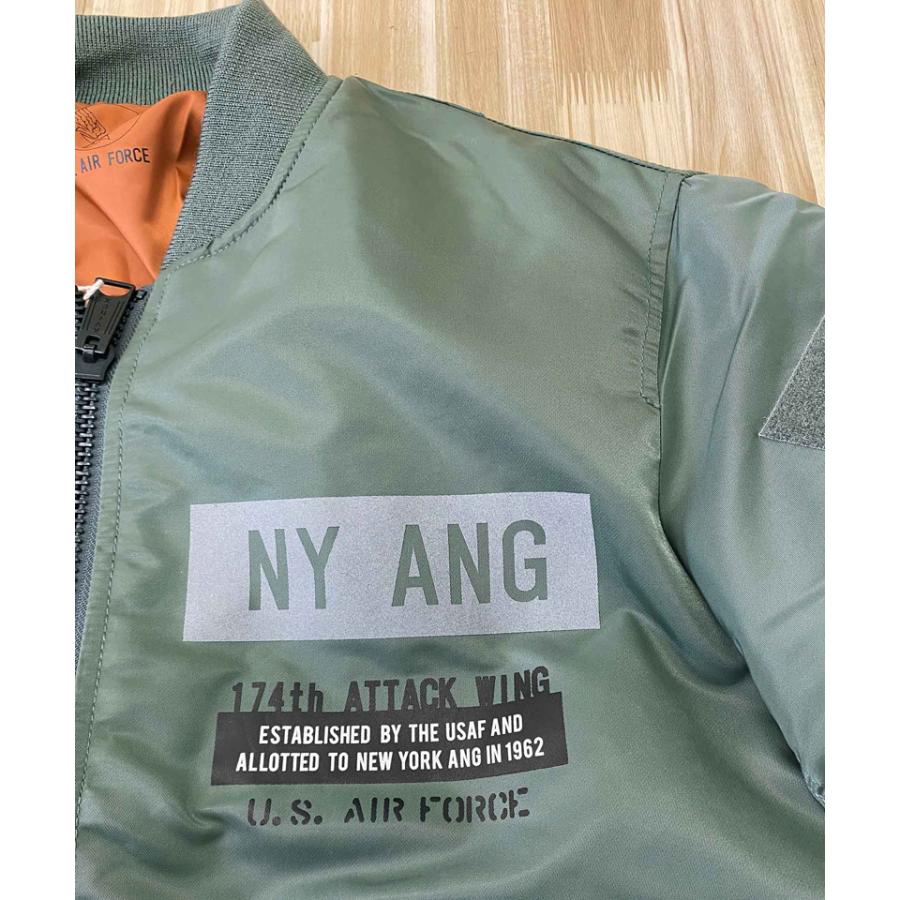 AIR FORCE
NY ANG
174th ATTACK WING
ESTABLISHED BY THE USAF AND
ALLOTTED TO NEW YORK ANG IN 1962
U.S. AIR FORCE